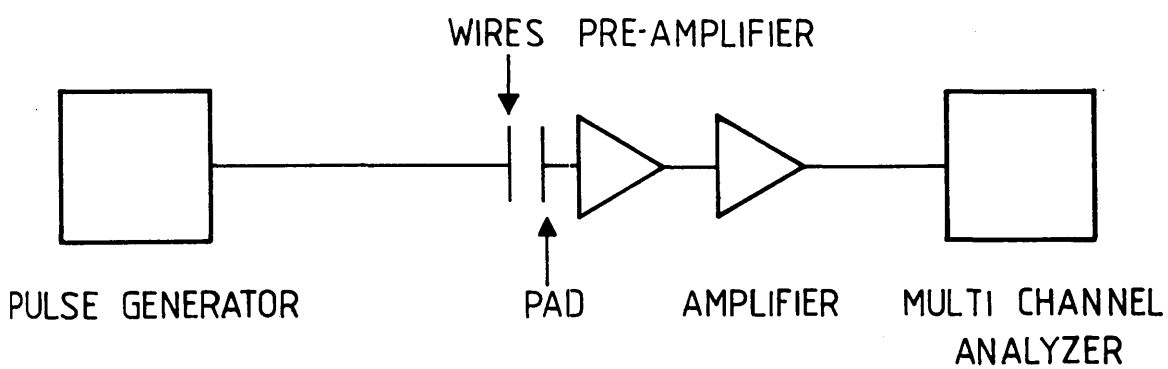 WIRES PRE-AMPLIFIER
PULSE GENERATOR
PAD
AMPLIFIER
MULTI CHANNEL
ANALYZER